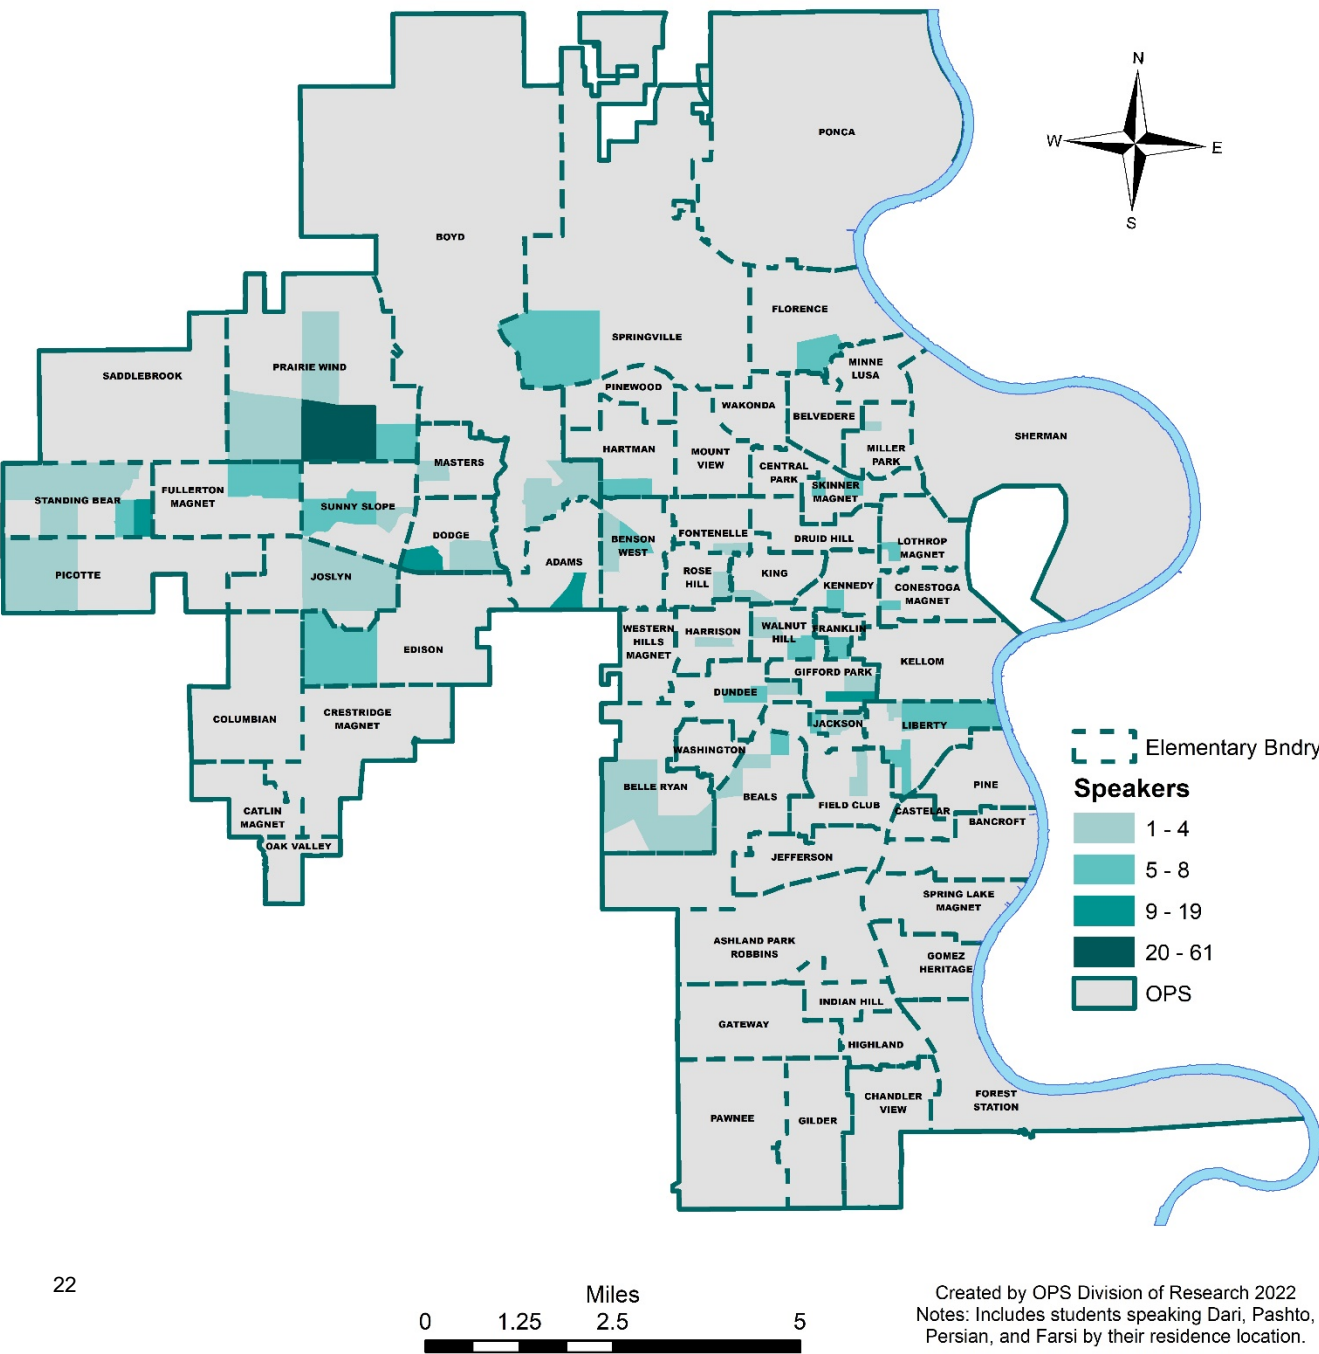 N
W
E
S
PONCA
BOYD
FLORENCE
SPRINGVILLE
MINNE
LUSA
PRAIRIE WIND
SADDLEBROOK
PINEWOOD
WAKONDA
BELVEDERE
SHERMAN
HARTMAN
MOUNT
VIEW
MILLER
PARK
MASTERS
CENTRAL
PARK
SKINNER
MAGNET
STANDING BEAR
FULLERTON
MAGNET
SUNNY SLOPE
DODGE
BENSON
WEST
FONTENELLE
DRUID HILL
LOTHROP
MAGNET
ADAMS
PICOTTE
JOSLYN
ROSE
HILL
KING
KENNEDY
CONESTOGA
MAGNET
WESTERN
HILLS
MAGNET
HARRISON
WALNUT
HILL
FRANKLIN
EDISON
KELLOM
GIFFORD PARK
DUNDEE
COLUMBIAN
CRESTRIDGE
MAGNET
JACKSON
LIBERTY
WASHINGTON
BELLE RYAN
BEALS
FIELD CLUB
PINE
CASTELAR
BANCROFT
CATLIN
MAGNET
OAK VALLEY
JEFFERSON
SPRING LAKE
MAGNET
ASHLAND PARK
ROBBINS
GOMEZ
HERITAGE
INDIAN HILL
GATEWAY
HIGHLAND
CHANDLER
VIEW
FOREST
STATION
PAWNEE
GILDER
Elementary Bndry
Speakers
1 - 4
5 - 8
9 - 19
20 - 61
OPS
22
Miles
0 1.25 2.5 5
Created by OPS Division of Research 2022
Notes: Includes students speaking Dari, Pashto,
Persian, and Farsi by their residence location.